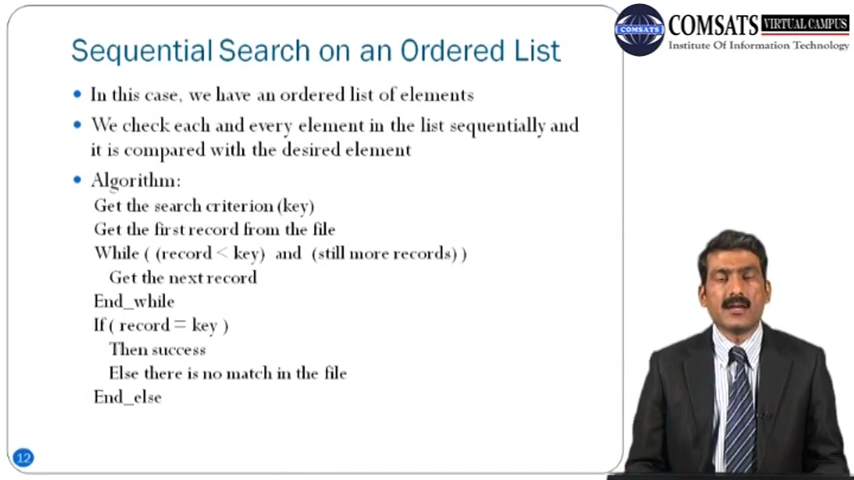 Sequential Search on an Ordered List
COMSATS VIRTUAL CAMPUS
Institute Of Information Technology
COMSATS
• In this case, we have an ordered list of elements
• We check each and every element in the list sequentially and
it is compared with the desired element
• Algorithm:
Get the search criterion (key)
Get the first record from the file
While ( (record < key) and (still more records) )
Get the next record
End_while
If ( record = key )
Then success
Else there is no match in the file
End_else
12